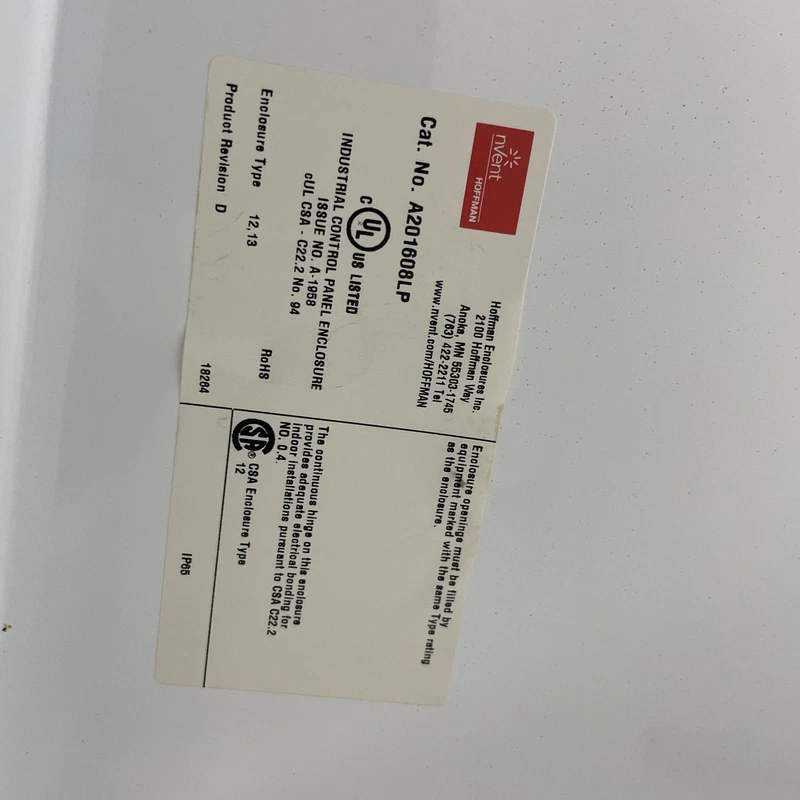 nVent
HOFFMAN
Hoffman Enclosures Inc.
2100 Hoffman Way
Anoka, MN 55303-1745
(763) 422-2211 Tel
www.nvent.com/HOFFMAN
Cat. No. A201608LP
C UL US LISTED
INDUSTRIAL CONTROL PANEL ENCLOSURE
ISSUE NO. A-1958
cUL CSA - C22.2 No. 94
Enclosure Type 12,13
RoHS
Product Revision D
18284
Enclosure openings must be filled by
equipment marked with the same Type rating
as the enclosure.
The continuous hinge on this enclosure
provides adequate electrical bonding for
indoor installations pursuant to CSA C22.2
NO. 0.4.
SA ® CSA Enclosure Type
12
IP65